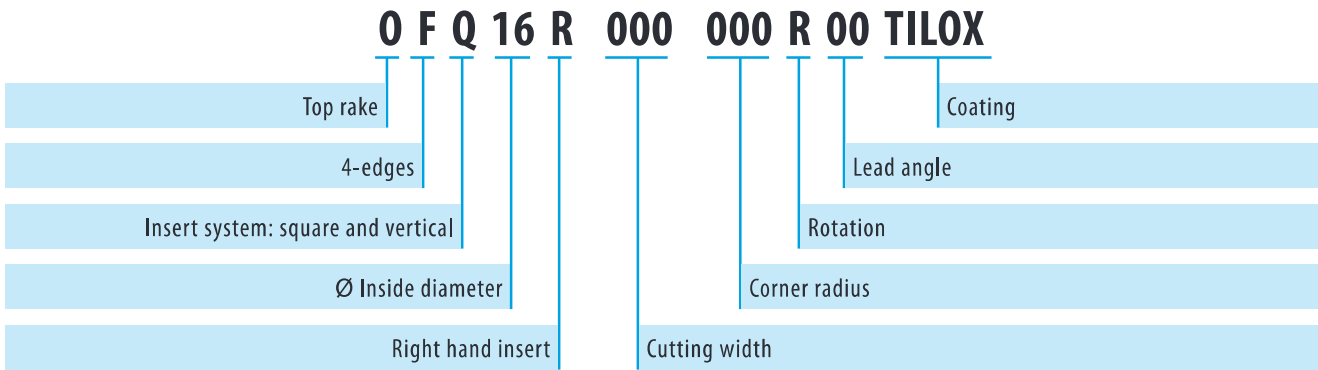 0 F Q 16 R 000 000 R 00 TILOX
Top rake
Coating
4-edges
Lead angle
Insert system: square and vertical
Rotation
Ø Inside diameter
Corner radius
Right hand insert
Cutting width